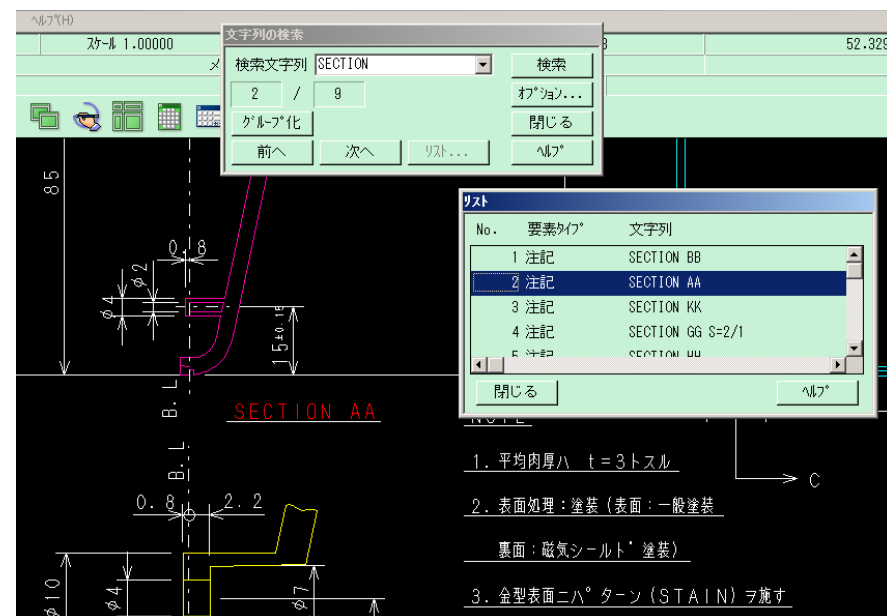 ヘルプ(H)
スケール 1.00000
52.329
文字列の検索
検索文字列 SECTION
検索
2 / 9
オプション...
グループ化
閉じる
前へ
次へ
リスト...
ヘルプ
リスト
No. 要素タイプ 文字列
1 注記 SECTION BB
2 注記 SECTION AA
3 注記 SECTION KK
4 注記 SECTION GG S=2/1
5 注記 SECTION HH
閉じる
ヘルプ
85
0.8
φ2
φ4
15±0.15
B.L
SECTION AA
B.L
0.8
2.2
φ10
φ4
φ7
C
NOTE
1. 平均肉厚ハ t=3トスル
2. 表面処理:塗装(表面:一般塗装
裏面:磁気シールド塗装)
3. 金型表面ニパターン(STAIN)ヲ施す